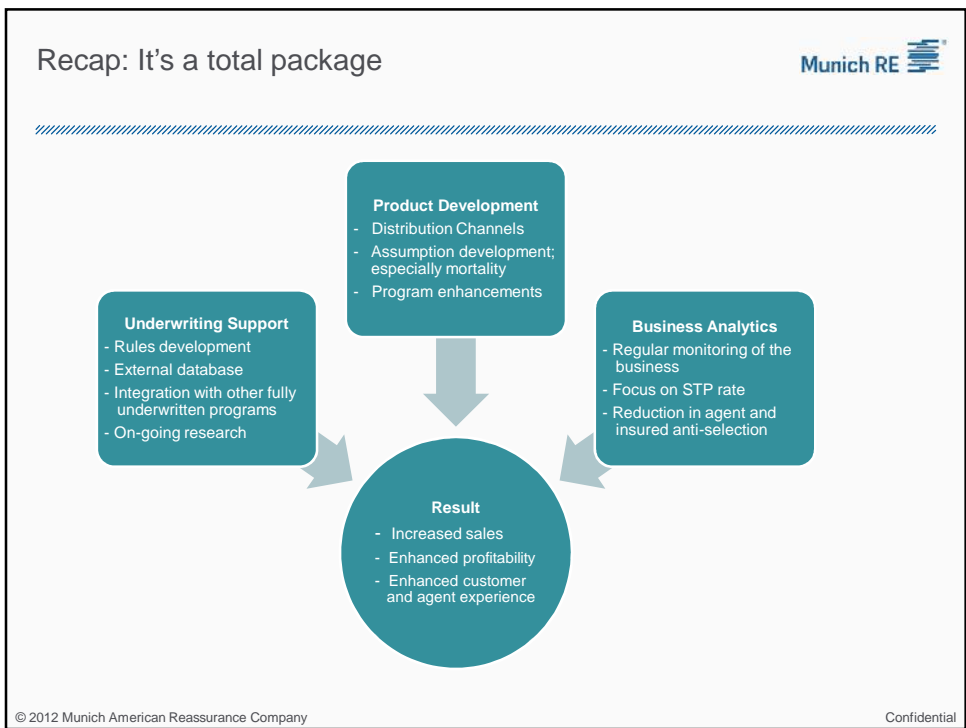 Recap: It's a total package
Munich RE
Product Development
- Distribution Channels
- Assumption development;
especially mortality
- Program enhancements
Underwriting Support
- Rules development
- External database
- Integration with other fully
underwritten programs
- On-going research
Business Analytics
- Regular monitoring of the
business
- Focus on STP rate
- Reduction in agent and
insured anti-selection
Result
- Increased sales
- Enhanced profitability
- Enhanced customer
and agent experience
© 2012 Munich American Reassurance Company
Confidential